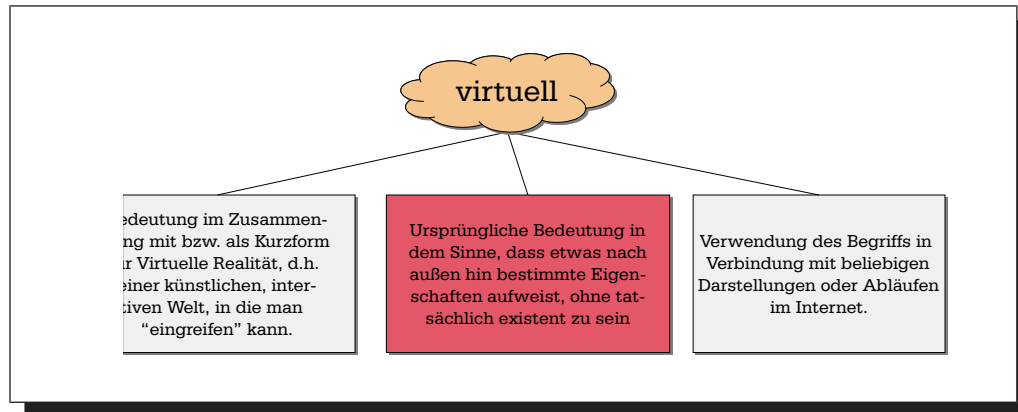 virtuell
edeutung im Zusammen-
ng mit bzw. als Kurzform
r Virtuelle Realität, d.h.
einer künstlichen, inter-
tiven Welt, in die man
“eingreifen” kann.
Ursprüngliche Bedeutung in
dem Sinne, dass etwas nach
außen hin bestimmte Eigen-
schaften aufweist, ohne tat-
sächlich existent zu sein
Verwendung des Begriffs in
Verbindung mit beliebigen
Darstellungen oder Abläufen
im Internet.